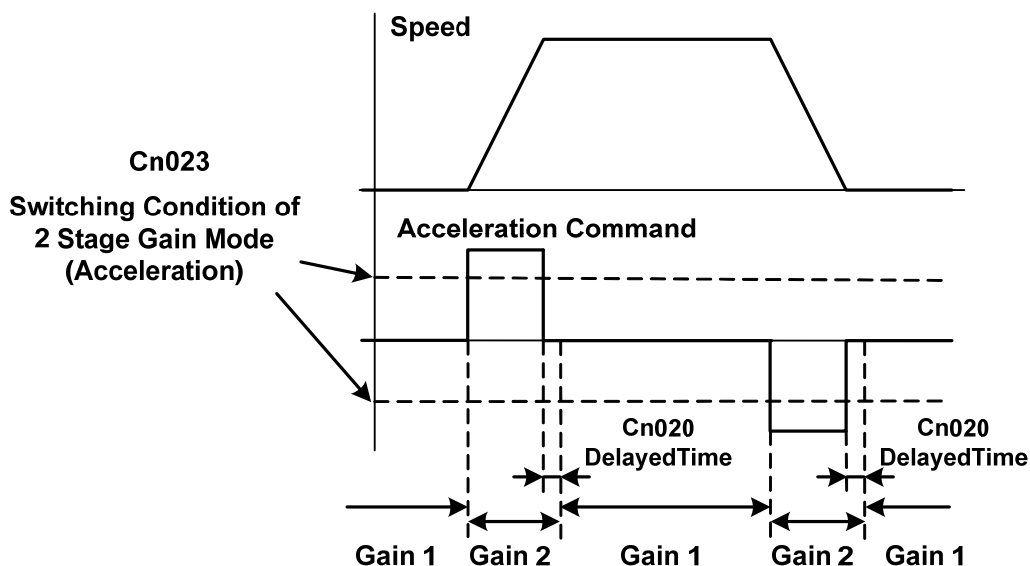 Speed
Cn023
Switching Condition of
2 Stage Gain Mode
(Acceleration)
Acceleration Command
Cn020
DelayedTime
Cn020
DelayedTime
Gain 1
Gain 2
Gain 1
Gain 2
Gain 1